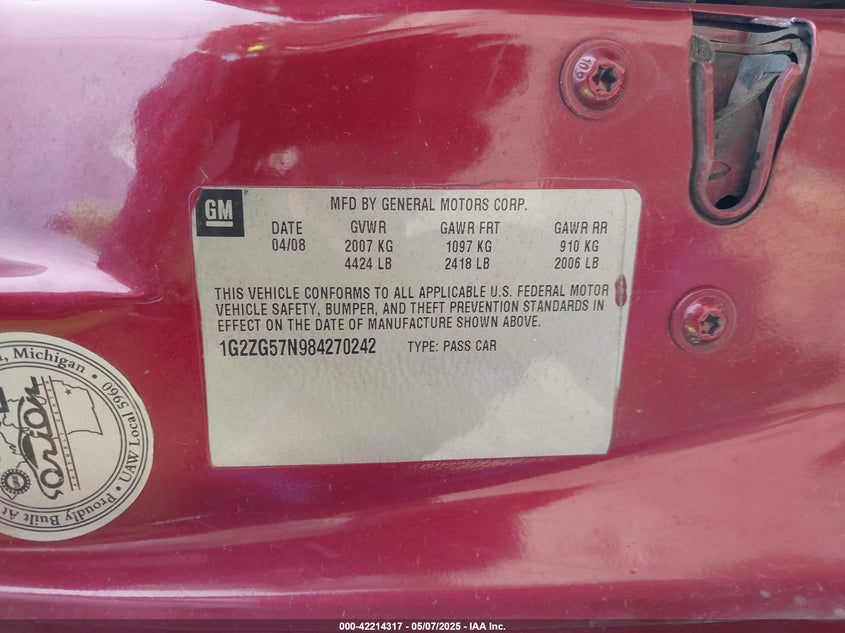 GM
MFD BY GENERAL MOTORS CORP.
DATE GVWR GAWR FRT GAWR RR
04/08 2007 KG 1097 KG 910 KG
4424 LB 2418 LB 2006 LB
THIS VEHICLE CONFORMS TO ALL APPLICABLE U.S. FEDERAL MOTOR
VEHICLE SAFETY, BUMPER, AND THEFT PREVENTION STANDARDS IN
EFFECT ON THE DATE OF MANUFACTURE SHOWN ABOVE.
1G2ZG57N984270242 TYPE: PASS CAR
Michigan
Orion
UAW Local 5960
Proudly Built At
000-42214317 - 05/07/2025 - IAA Inc.